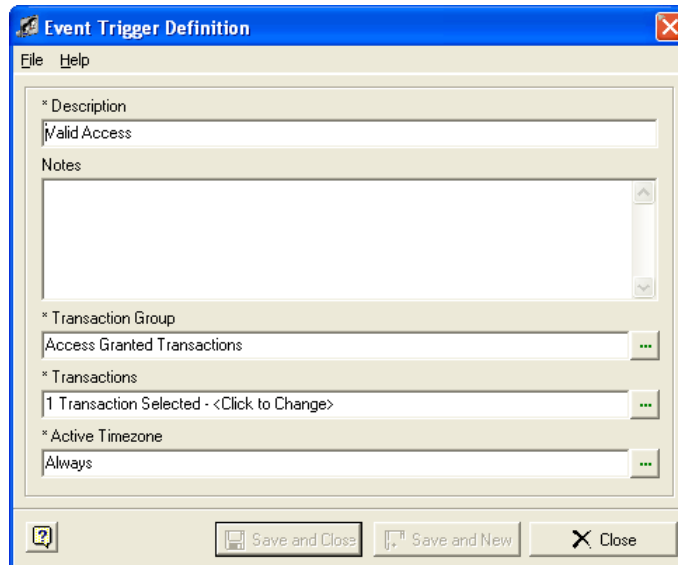 Event Trigger Definition
File Help
* Description
Valid Access
Notes
* Transaction Group
Access Granted Transactions
...
* Transactions
1 Transaction Selected - <Click to Change>
...
* Active Timezone
Always
...
? Save and Close Save and New Close